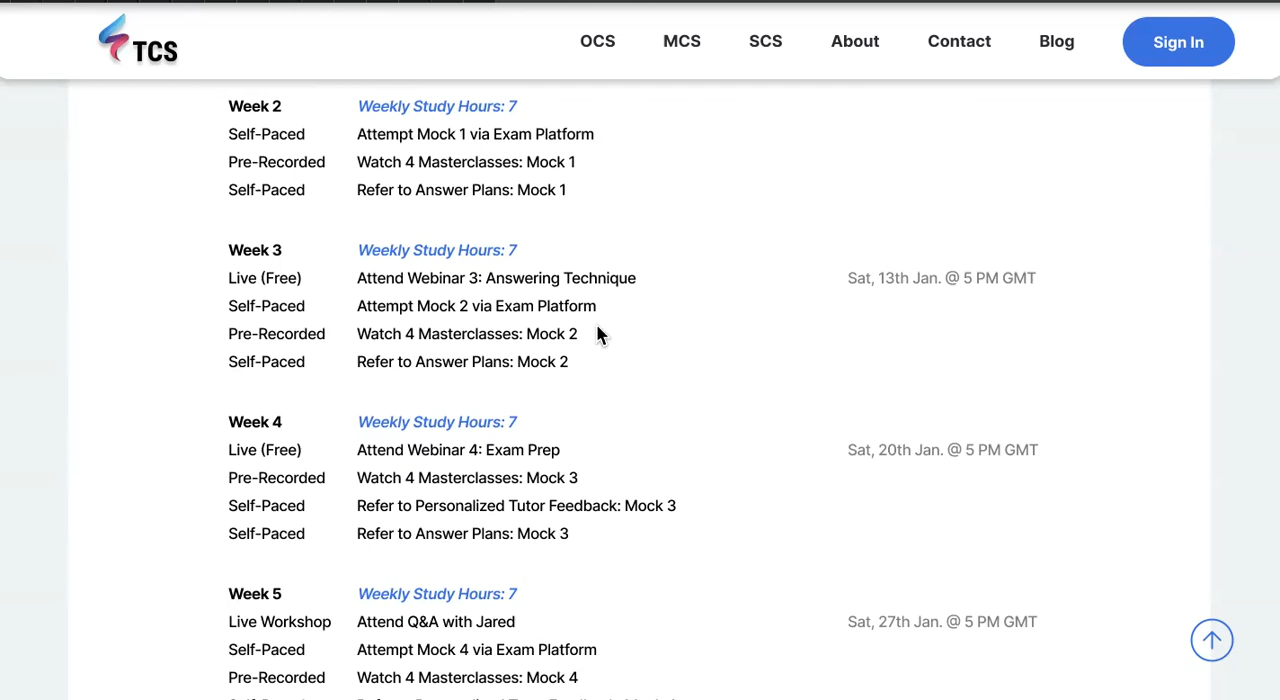 TCS
OCS MCS SCS About Contact Blog Sign In
Week 2 Weekly Study Hours: 7
Self-Paced Attempt Mock 1 via Exam Platform
Pre-Recorded Watch 4 Masterclasses: Mock 1
Self-Paced Refer to Answer Plans: Mock 1
Week 3 Weekly Study Hours: 7
Live (Free) Attend Webinar 3: Answering Technique Sat, 13th Jan. @ 5 PM GMT
Self-Paced Attempt Mock 2 via Exam Platform
Pre-Recorded Watch 4 Masterclasses: Mock 2
Self-Paced Refer to Answer Plans: Mock 2
Week 4 Weekly Study Hours: 7
Live (Free) Attend Webinar 4: Exam Prep Sat, 20th Jan. @ 5 PM GMT
Pre-Recorded Watch 4 Masterclasses: Mock 3
Self-Paced Refer to Personalized Tutor Feedback: Mock 3
Self-Paced Refer to Answer Plans: Mock 3
Week 5 Weekly Study Hours: 7
Live Workshop Attend Q&A with Jared Sat, 27th Jan. @ 5 PM GMT
Self-Paced Attempt Mock 4 via Exam Platform
Pre-Recorded Watch 4 Masterclasses: Mock 4